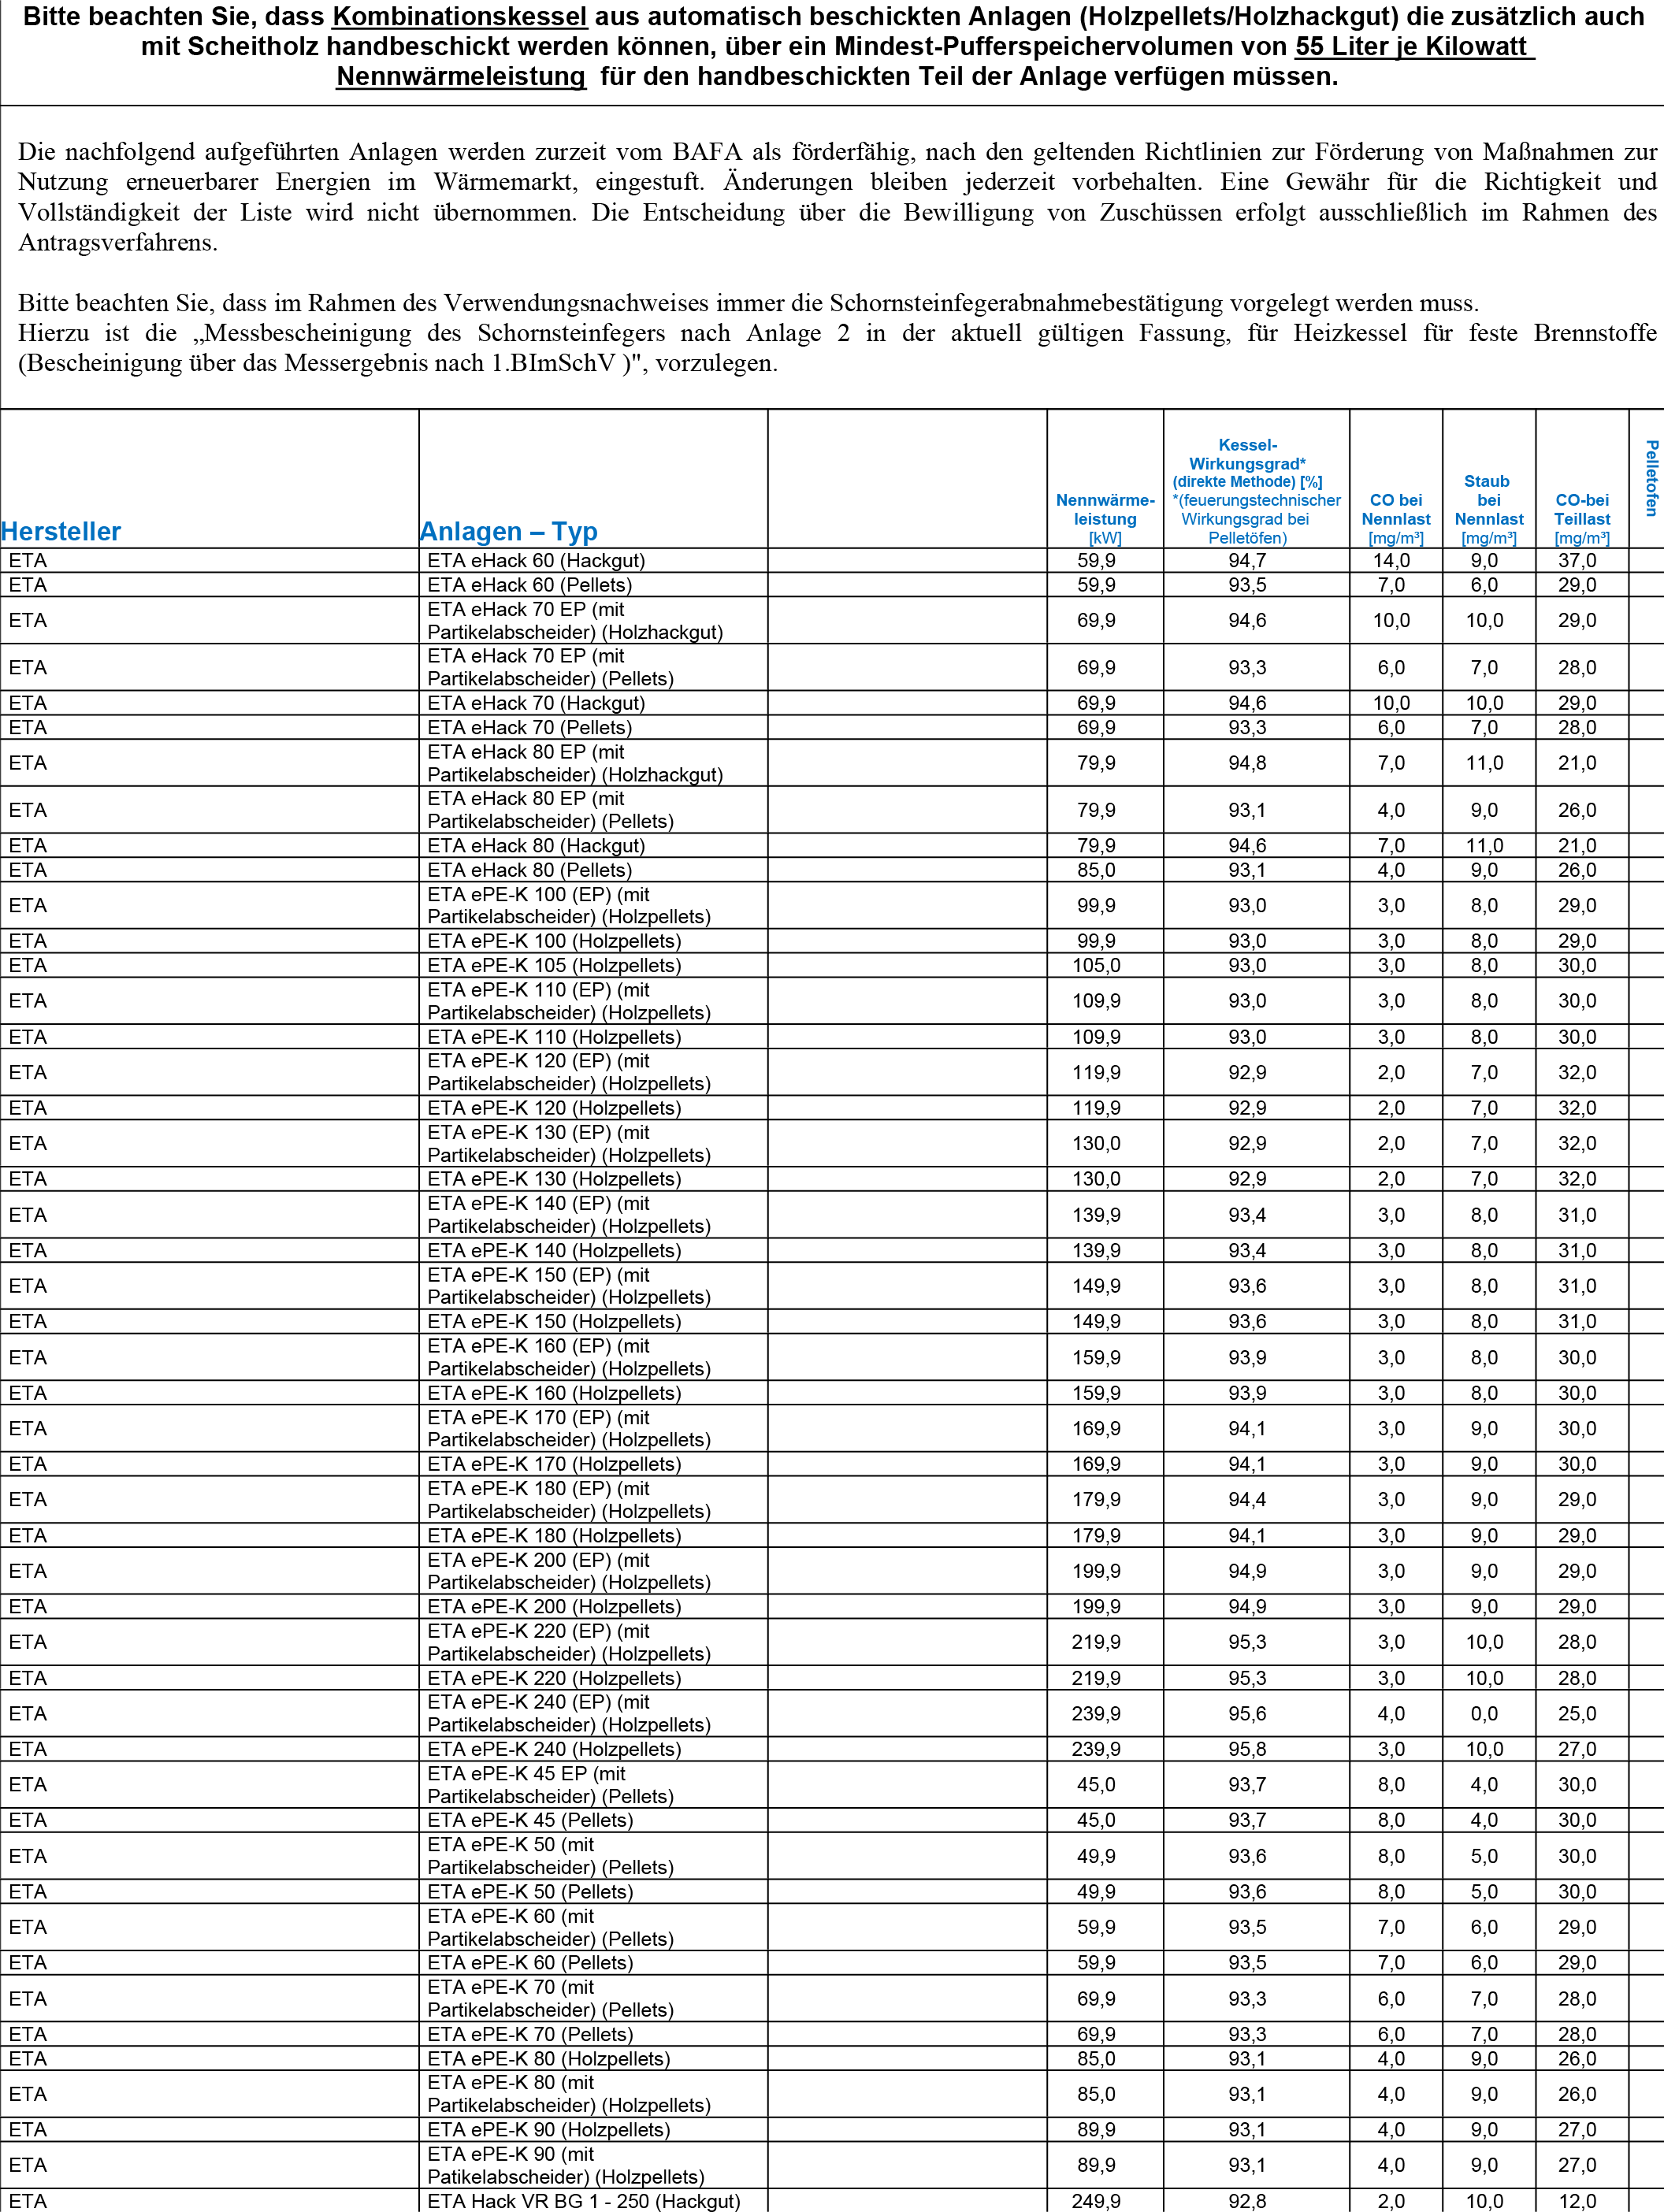 Bitte beachten Sie, dass Kombinationskessel aus automatisch beschickten Anlagen (Holzpellets/Holzhackgut) die zusätzlich auch
mit Scheitholz handbeschickt werden können, über ein Mindest-Pufferspeichervolumen von 55 Liter je Kilowatt
Nennwärmeleistung für den handbeschickten Teil der Anlage verfügen müssen.
Die nachfolgend aufgeführten Anlagen werden zurzeit vom BAFA als förderfähig, nach den geltenden Richtlinien zur Förderung von Maßnahmen zur
Nutzung erneuerbarer Energien im Wärmemarkt, eingestuft. Änderungen bleiben jederzeit vorbehalten. Eine Gewähr für die Richtigkeit und
Vollständigkeit der Liste wird nicht übernommen. Die Entscheidung über die Bewilligung von Zuschüssen erfolgt ausschließlich im Rahmen des
Antragsverfahrens.
Bitte beachten Sie, dass im Rahmen des Verwendungsnachweises immer die Schornsteinfegerabnahmebestätigung vorgelegt werden muss.
Hierzu ist die „Messbescheinigung des Schornsteinfegers nach Anlage 2 in der aktuell gültigen Fassung, für Heizkessel für feste Brennstoffe
(Bescheinigung über das Messergebnis nach 1.BImSchV )", vorzulegen.
Hersteller
Anlagen – Typ
Nennwärme-
leistung
[kW]
Kessel-
Wirkungsgrad*
(direkte Methode) [%]
*(feuerungstechnischer
Wirkungsgrad bei
Pelletöfen)
CO bei
Nennlast
[mg/m³]
Staub
bei
Nennlast
[mg/m³]
CO-bei
Teillast
[mg/m³]
Pelletofen
ETA ETA eHack 60 (Hackgut) 59,9 94,7 14,0 9,0 37,0
ETA ETA eHack 60 (Pellets) 59,9 93,5 7,0 6,0 29,0
ETA ETA eHack 70 EP (mit
Partikelabscheider) (Holzhackgut) 69,9 94,6 10,0 10,0 29,0
ETA ETA eHack 70 EP (mit
Partikelabscheider) (Pellets) 69,9 93,3 6,0 7,0 28,0
ETA ETA eHack 70 (Hackgut) 69,9 94,6 10,0 10,0 29,0
ETA ETA eHack 70 (Pellets) 69,9 93,3 6,0 7,0 28,0
ETA ETA eHack 80 EP (mit
Partikelabscheider) (Holzhackgut) 79,9 94,8 7,0 11,0 21,0
ETA ETA eHack 80 EP (mit
Partikelabscheider) (Pellets) 79,9 93,1 4,0 9,0 26,0
ETA ETA eHack 80 (Hackgut) 79,9 94,6 7,0 11,0 21,0
ETA ETA eHack 80 (Pellets) 85,0 93,1 4,0 9,0 26,0
ETA ETA ePE-K 100 (EP) (mit
Partikelabscheider) (Holzpellets) 99,9 93,0 3,0 8,0 29,0
ETA ETA ePE-K 100 (Holzpellets) 99,9 93,0 3,0 8,0 29,0
ETA ETA ePE-K 105 (Holzpellets) 105,0 93,0 3,0 8,0 30,0
ETA ETA ePE-K 110 (EP) (mit
Partikelabscheider) (Holzpellets) 109,9 93,0 3,0 8,0 30,0
ETA ETA ePE-K 110 (Holzpellets) 109,9 93,0 3,0 8,0 30,0
ETA ETA ePE-K 120 (EP) (mit
Partikelabscheider) (Holzpellets) 119,9 92,9 2,0 7,0 32,0
ETA ETA ePE-K 120 (Holzpellets) 119,9 92,9 2,0 7,0 32,0
ETA ETA ePE-K 130 (EP) (mit
Partikelabscheider) (Holzpellets) 130,0 92,9 2,0 7,0 32,0
ETA ETA ePE-K 130 (Holzpellets) 130,0 92,9 2,0 7,0 32,0
ETA ETA ePE-K 140 (EP) (mit
Partikelabscheider) (Holzpellets) 139,9 93,4 3,0 8,0 31,0
ETA ETA ePE-K 140 (Holzpellets) 139,9 93,4 3,0 8,0 31,0
ETA ETA ePE-K 150 (EP) (mit
Partikelabscheider) (Holzpellets) 149,9 93,6 3,0 8,0 31,0
ETA ETA ePE-K 150 (Holzpellets) 149,9 93,6 3,0 8,0 31,0
ETA ETA ePE-K 160 (EP) (mit
Partikelabscheider) (Holzpellets) 159,9 93,9 3,0 8,0 30,0
ETA ETA ePE-K 160 (Holzpellets) 159,9 93,9 3,0 8,0 30,0
ETA ETA ePE-K 170 (EP) (mit
Partikelabscheider) (Holzpellets) 169,9 94,1 3,0 9,0 30,0
ETA ETA ePE-K 170 (Holzpellets) 169,9 94,1 3,0 9,0 30,0
ETA ETA ePE-K 180 (EP) (mit
Partikelabscheider) (Holzpellets) 179,9 94,4 3,0 9,0 29,0
ETA ETA ePE-K 180 (Holzpellets) 179,9 94,1 3,0 9,0 29,0
ETA ETA ePE-K 200 (EP) (mit
Partikelabscheider) (Holzpellets) 199,9 94,9 3,0 9,0 29,0
ETA ETA ePE-K 200 (Holzpellets) 199,9 94,9 3,0 9,0 29,0
ETA ETA ePE-K 220 (EP) (mit
Partikelabscheider) (Holzpellets) 219,9 95,3 3,0 10,0 28,0
ETA ETA ePE-K 220 (Holzpellets) 219,9 95,3 3,0 10,0 28,0
ETA ETA ePE-K 240 (EP) (mit
Partikelabscheider) (Holzpellets) 239,9 95,6 4,0 0,0 25,0
ETA ETA ePE-K 240 (Holzpellets) 239,9 95,8 3,0 10,0 27,0
ETA ETA ePE-K 45 EP (mit
Partikelabscheider) (Pellets) 45,0 93,7 8,0 4,0 30,0
ETA ETA ePE-K 45 (Pellets) 45,0 93,7 8,0 4,0 30,0
ETA ETA ePE-K 50 (mit
Partikelabscheider) (Pellets) 49,9 93,6 8,0 5,0 30,0
ETA ETA ePE-K 50 (Pellets) 49,9 93,6 8,0 5,0 30,0
ETA ETA ePE-K 60 (mit
Partikelabscheider) (Pellets) 59,9 93,5 7,0 6,0 29,0
ETA ETA ePE-K 60 (Pellets) 59,9 93,5 7,0 6,0 29,0
ETA ETA ePE-K 70 (mit
Partikelabscheider) (Pellets) 69,9 93,3 6,0 7,0 28,0
ETA ETA ePE-K 70 (Pellets) 69,9 93,3 6,0 7,0 28,0
ETA ETA ePE-K 80 (Holzpellets) 85,0 93,1 4,0 9,0 26,0
ETA ETA ePE-K 80 (mit
Partikelabscheider) (Holzpellets) 85,0 93,1 4,0 9,0 26,0
ETA ETA ePE-K 90 (Holzpellets) 89,9 93,1 4,0 9,0 27,0
ETA ETA ePE-K 90 (mit
Patikelabscheider) (Holzpellets) 89,9 93,1 4,0 9,0 27,0
ETA ETA Hack VR BG 1 - 250 (Hackgut) 249,9 92,8 2,0 10,0 12,0